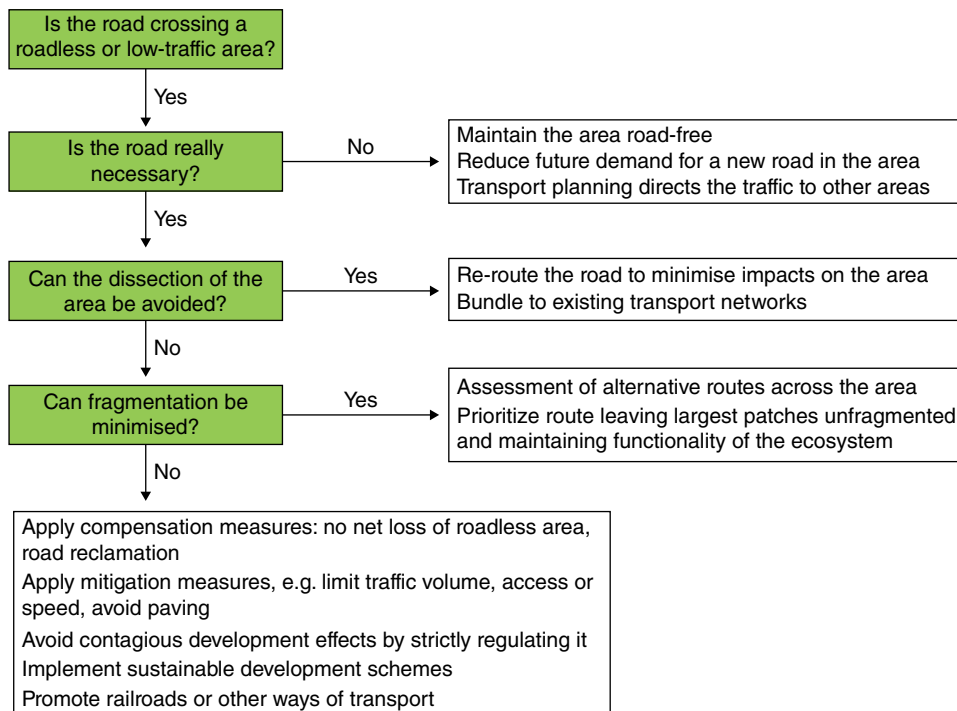 Is the road crossing a
roadless or low-traffic area?
Yes
Is the road really
necessary?
No
Maintain the area road-free
Reduce future demand for a new road in the area
Transport planning directs the traffic to other areas
Yes
Can the dissection of the
area be avoided?
Yes
Re-route the road to minimise impacts on the area
Bundle to existing transport networks
No
Can fragmentation be
minimised?
Yes
Assessment of alternative routes across the area
Prioritize route leaving largest patches unfragmented
and maintaining functionality of the ecosystem
No
Apply compensation measures: no net loss of roadless area,
road reclamation
Apply mitigation measures, e.g. limit traffic volume, access or
speed, avoid paving
Avoid contagious development effects by strictly regulating it
Implement sustainable development schemes
Promote railroads or other ways of transport